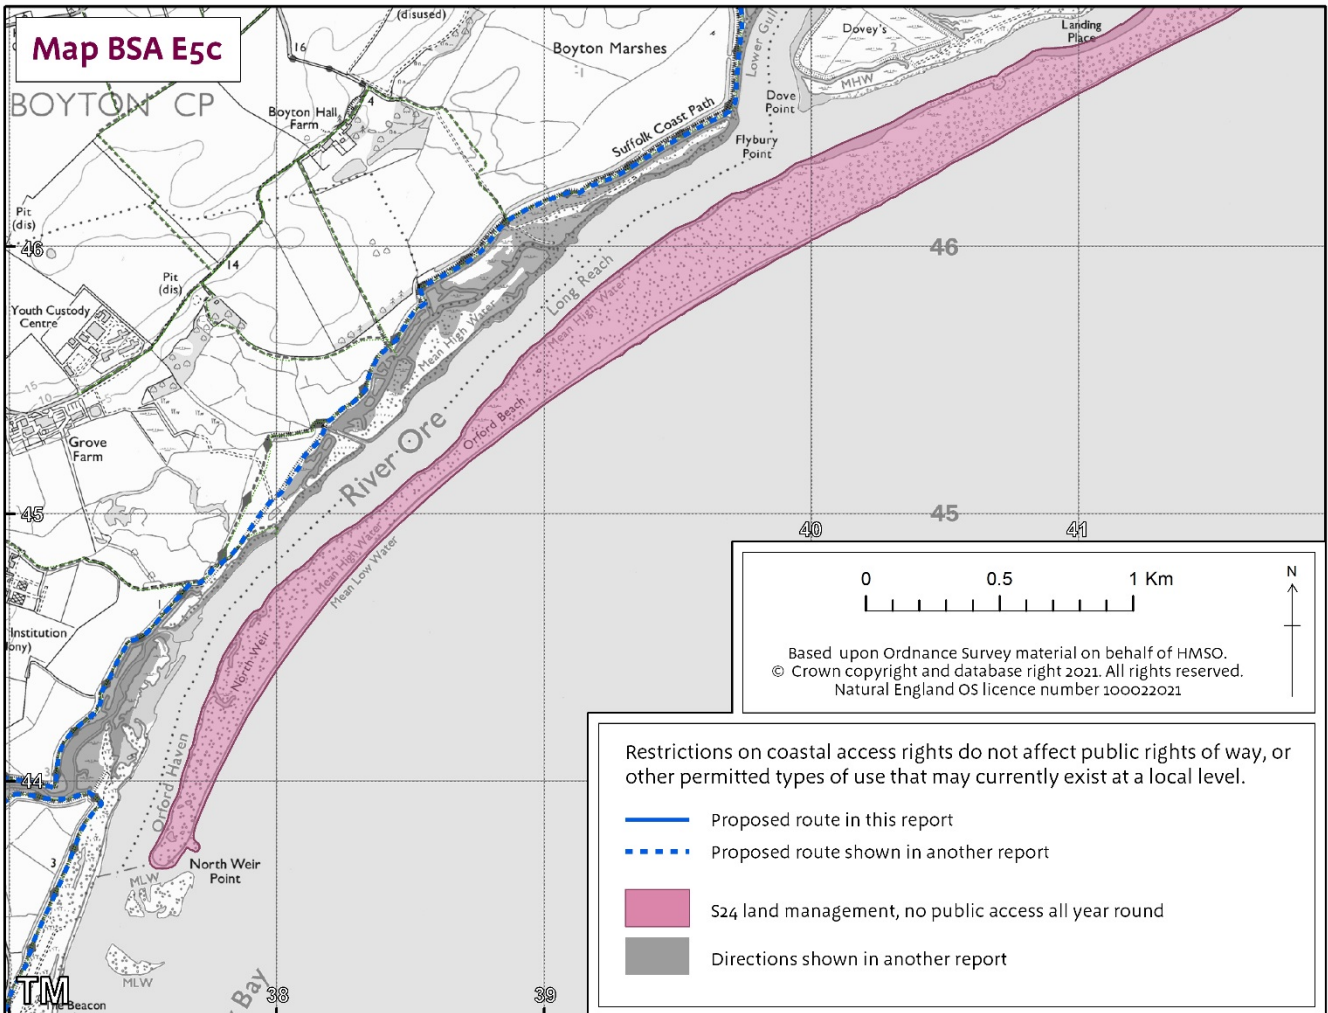 Map BSA E5c
BOYTON CP
(disused)
16
Boyton Marshes
Lower Gull
Dovey's
2
Landing
Place
MHW
4
Boyton Hall
Farm
Dove
Point
Suffolk Coast Path
Flybury
Point
Pit
(dis)
46
46
14
Pit
(dis)
Long Reach
Mean High Water
Youth Custody
Centre
Mean High Water
15
10
5
Orford Beach
Grove
Farm
River Ore
45
45
40
41
Mean High Water
Mean Low Water
Institution
ony)
North Weir
3
44
Orford Haven
3
North Weir
Point
MLW
MLW
Bay
TM
The Beacon
38
39
0 0.5 1 Km
N
Based upon Ordnance Survey material on behalf of HMSO.
© Crown copyright and database right 2021. All rights reserved.
Natural England OS licence number 100022021
Restrictions on coastal access rights do not affect public rights of way, or
other permitted types of use that may currently exist at a local level.
Proposed route in this report
Proposed route shown in another report
S24 land management, no public access all year round
Directions shown in another report